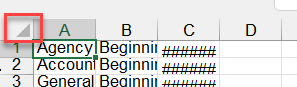 A B C D
1 Agency Beginni ######
2 Account Beginni ######
3 General Beginni ######